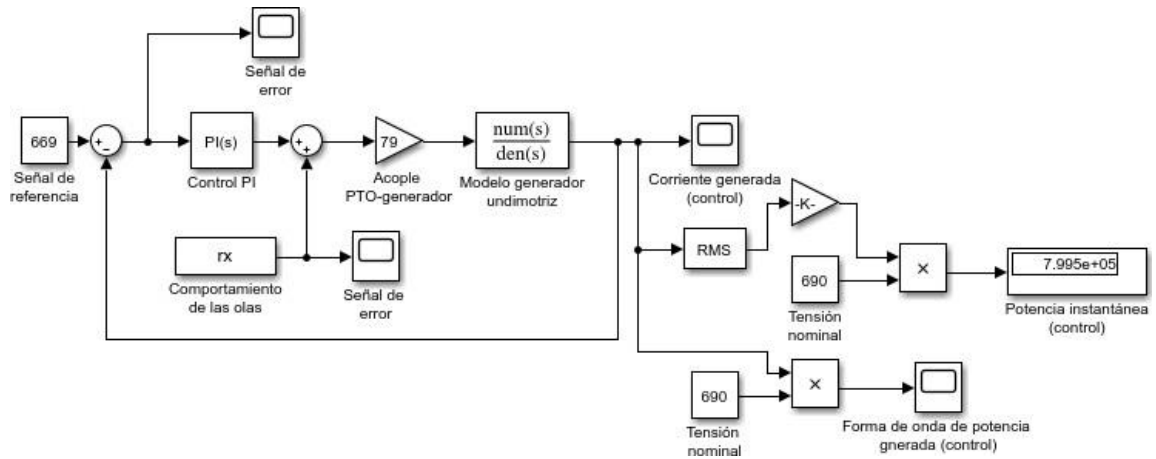 Señal de
error
669
+
−
PI(s)
+
+
79
num(s)
den(s)
Señal de
referencia
Control PI
Acople
PTO-generador
Modelo generador
undimotriz
Corriente generada
(control)
-K-
RMS
rx
Comportamiento
de las olas
Señal de
error
690
Tensión
nominal
×
7.995e+05
Potencia instantánea
(control)
690
Tensión
nominal
×
Forma de onda de potencia
gnerada (control)